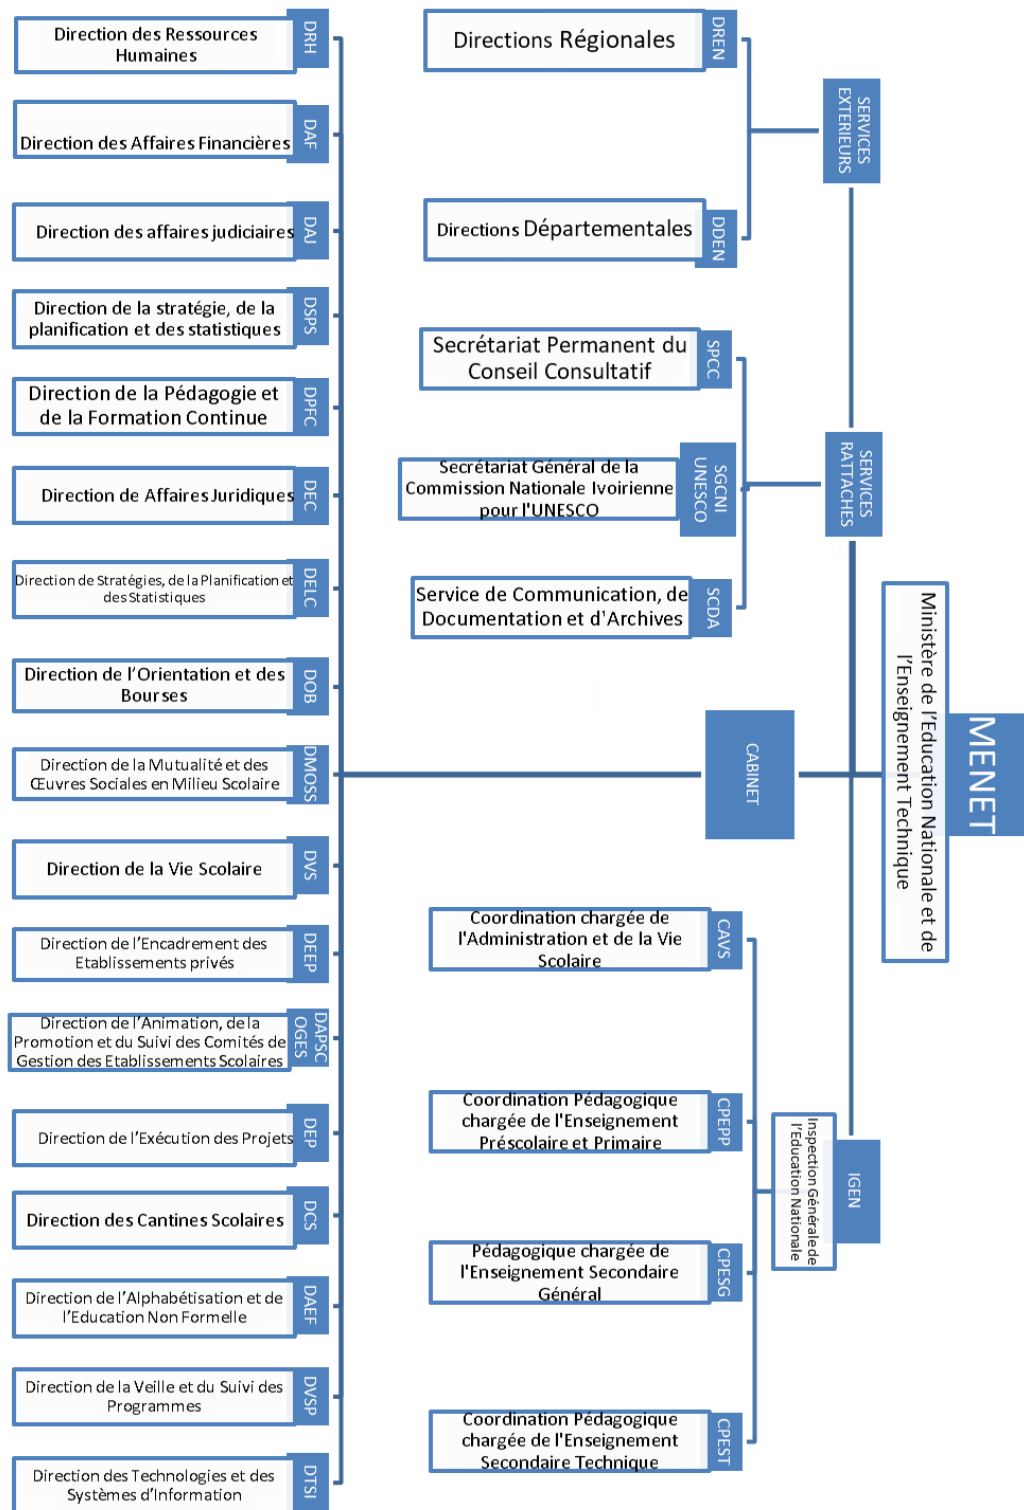 MENET
Ministère de l'Education Nationale et de
l'Enseignement Technique
SERVICES
EXTERIEURS
DREN
Directions Régionales
DDEN
Directions Départementales
SERVICES
RATTACHES
SPCC
Secrétariat Permanent du
Conseil Consultatif
SGCNI
UNESCO
Secrétariat Général de la
Commission Nationale Ivoirienne
pour l'UNESCO
SCDA
Service de Communication, de
Documentation et d'Archives
CABINET
IGEN
Inspection Générale de
l'Education Nationale
CAVS
Coordination chargée de
l'Administration et de la Vie
Scolaire
CPEPP
Coordination Pédagogique
chargée de l'Enseignement
Préscolaire et Primaire
CPESG
Pédagogique chargée de
l'Enseignement Secondaire
Général
CPEST
Coordination Pédagogique
chargée de l'Enseignement
Secondaire Technique
DRH
Direction des Ressources
Humaines
DAF
Direction des Affaires Financières
DAJ
Direction des affaires judiciaires
DSPS
Direction de la stratégie, de la
planification et des statistiques
DPFC
Direction de la Pédagogie et
de la Formation Continue
DEC
Direction de Affaires Juridiques
DELC
Direction de Stratégies, de la Planification et
des Statistiques
DOB
Direction de l'Orientation et des
Bourses
DMOSS
Direction de la Mutualité et des
Œuvres Sociales en Milieu Scolaire
DVS
Direction de la Vie Scolaire
DEEP
Direction de l'Encadrement des
Etablissements privés
DAPSC
OGES
Direction de l'Animation, de la
Promotion et du Suivi des Comités de
Gestion des Etablissements Scolaires
DEP
Direction de l'Exécution des Projets
DCS
Direction des Cantines Scolaires
DAEF
Direction de l'Alphabétisation et de
l'Education Non Formelle
DVSP
Direction de la Veille et du Suivi des
Programmes
DTSI
Direction des Technologies et des
Systèmes d'Information